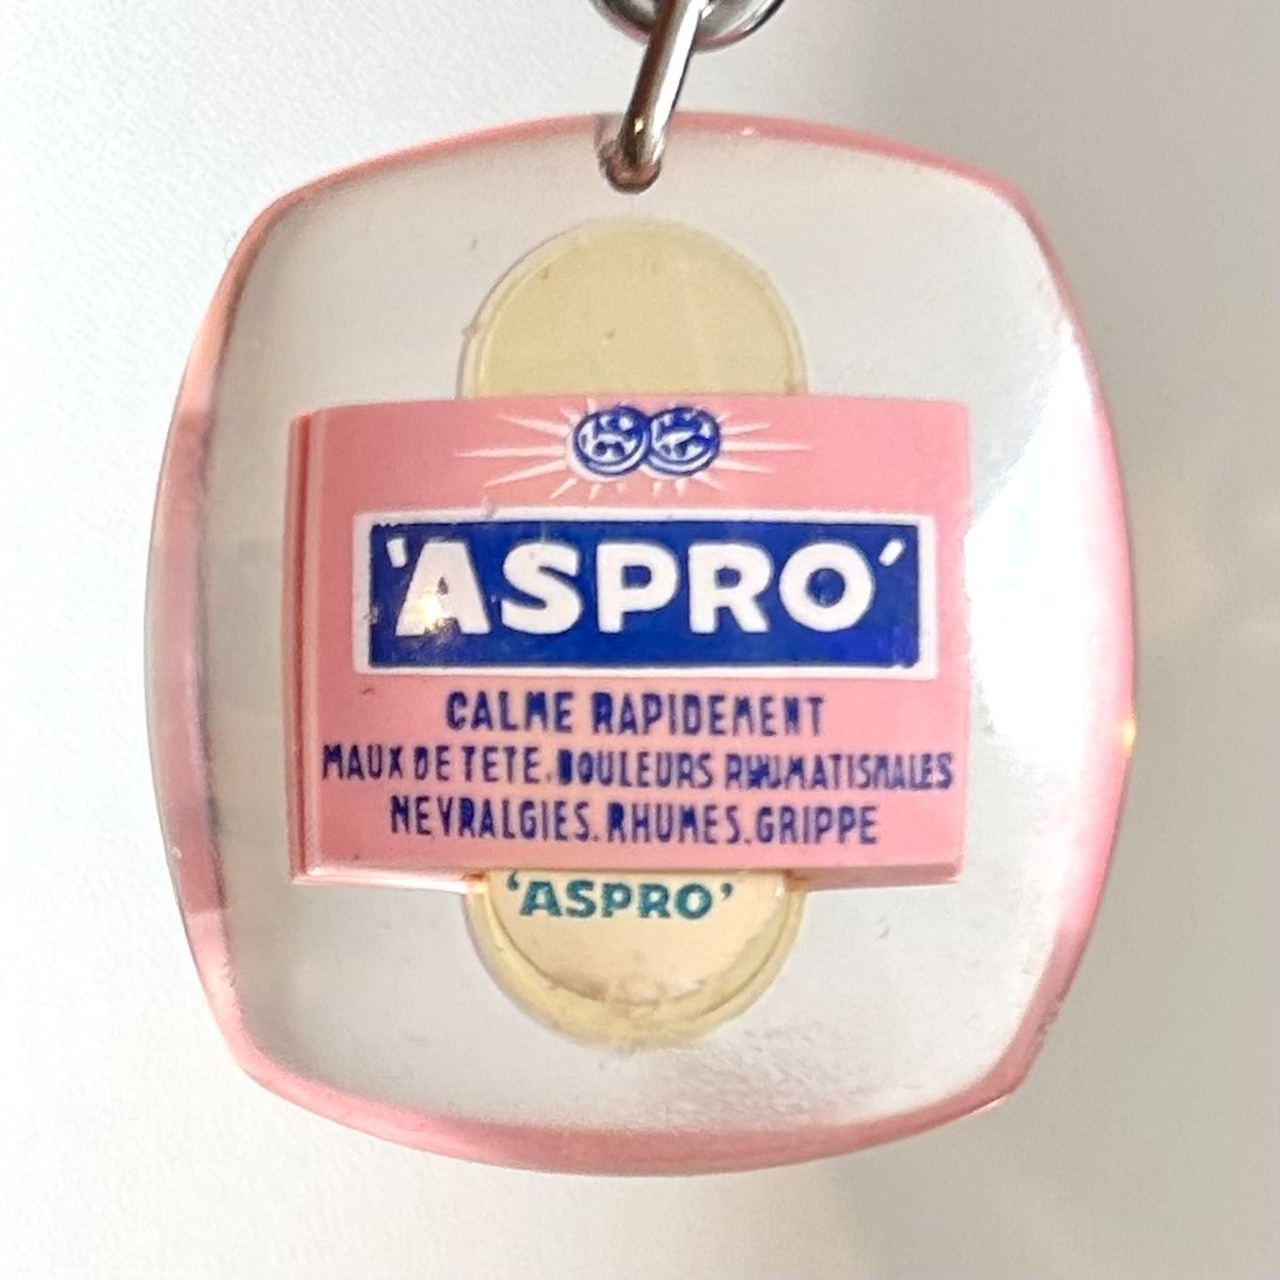 'ASPRO'
CALME RAPIDEMENT
MAUX DE TETE. DOULEURS RHUMATISMALES
NEVRALGIES. RHUMES. GRIPPE
'ASPRO'